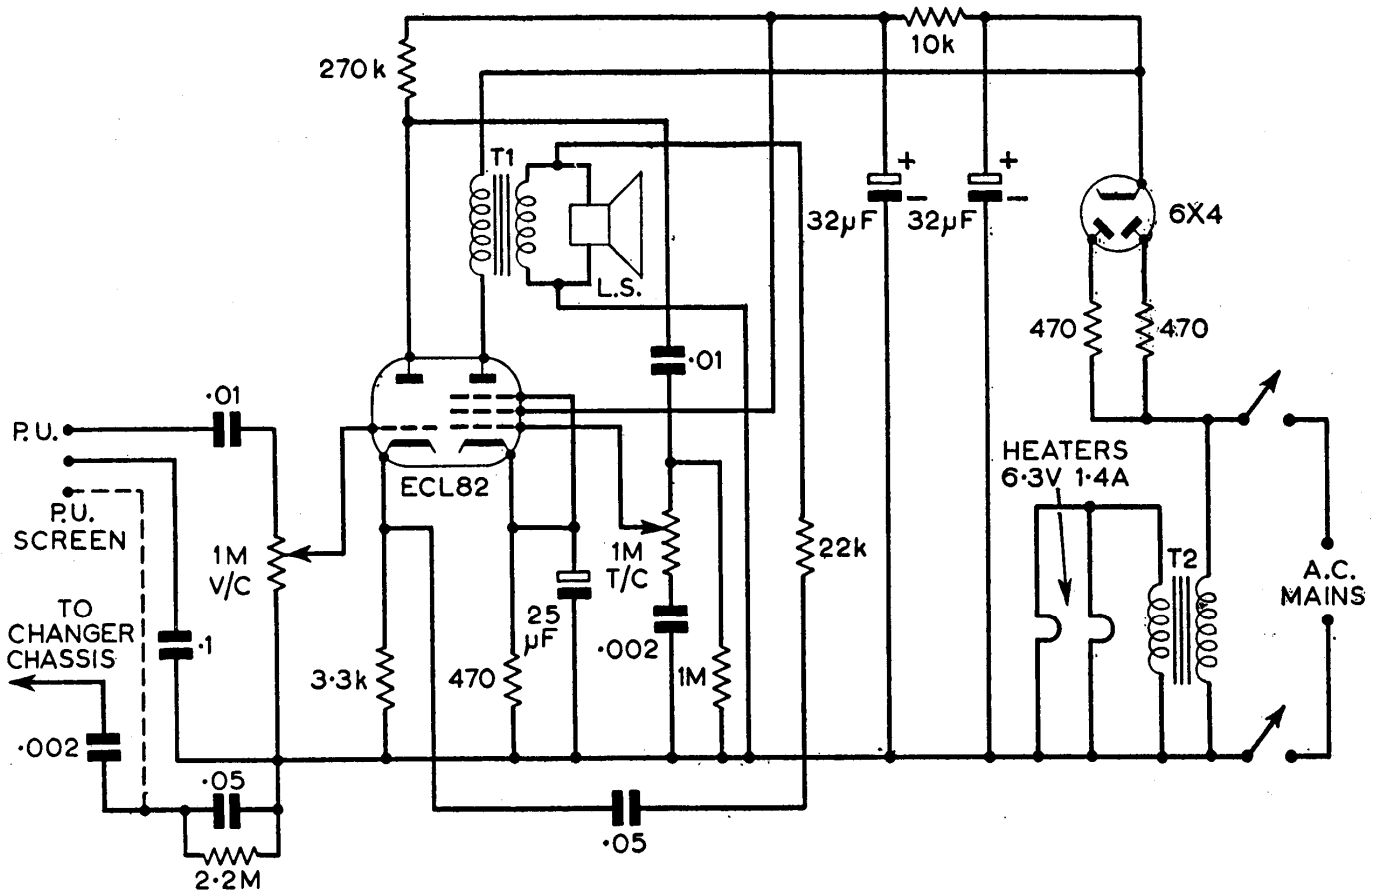 10k
270k
T1
6X4
32µF
32µF
L.S.
470
470
·01
·01
P.U.
ECL82
HEATERS
6·3V 1·4A
P.U.
SCREEN
1M
V/C
1M
T/C
22k
T2
A.C.
MAINS
TO
CHANGER
CHASSIS
·1
25
µF
·002
3·3k
470
1M
·002
·05
·05
2·2M